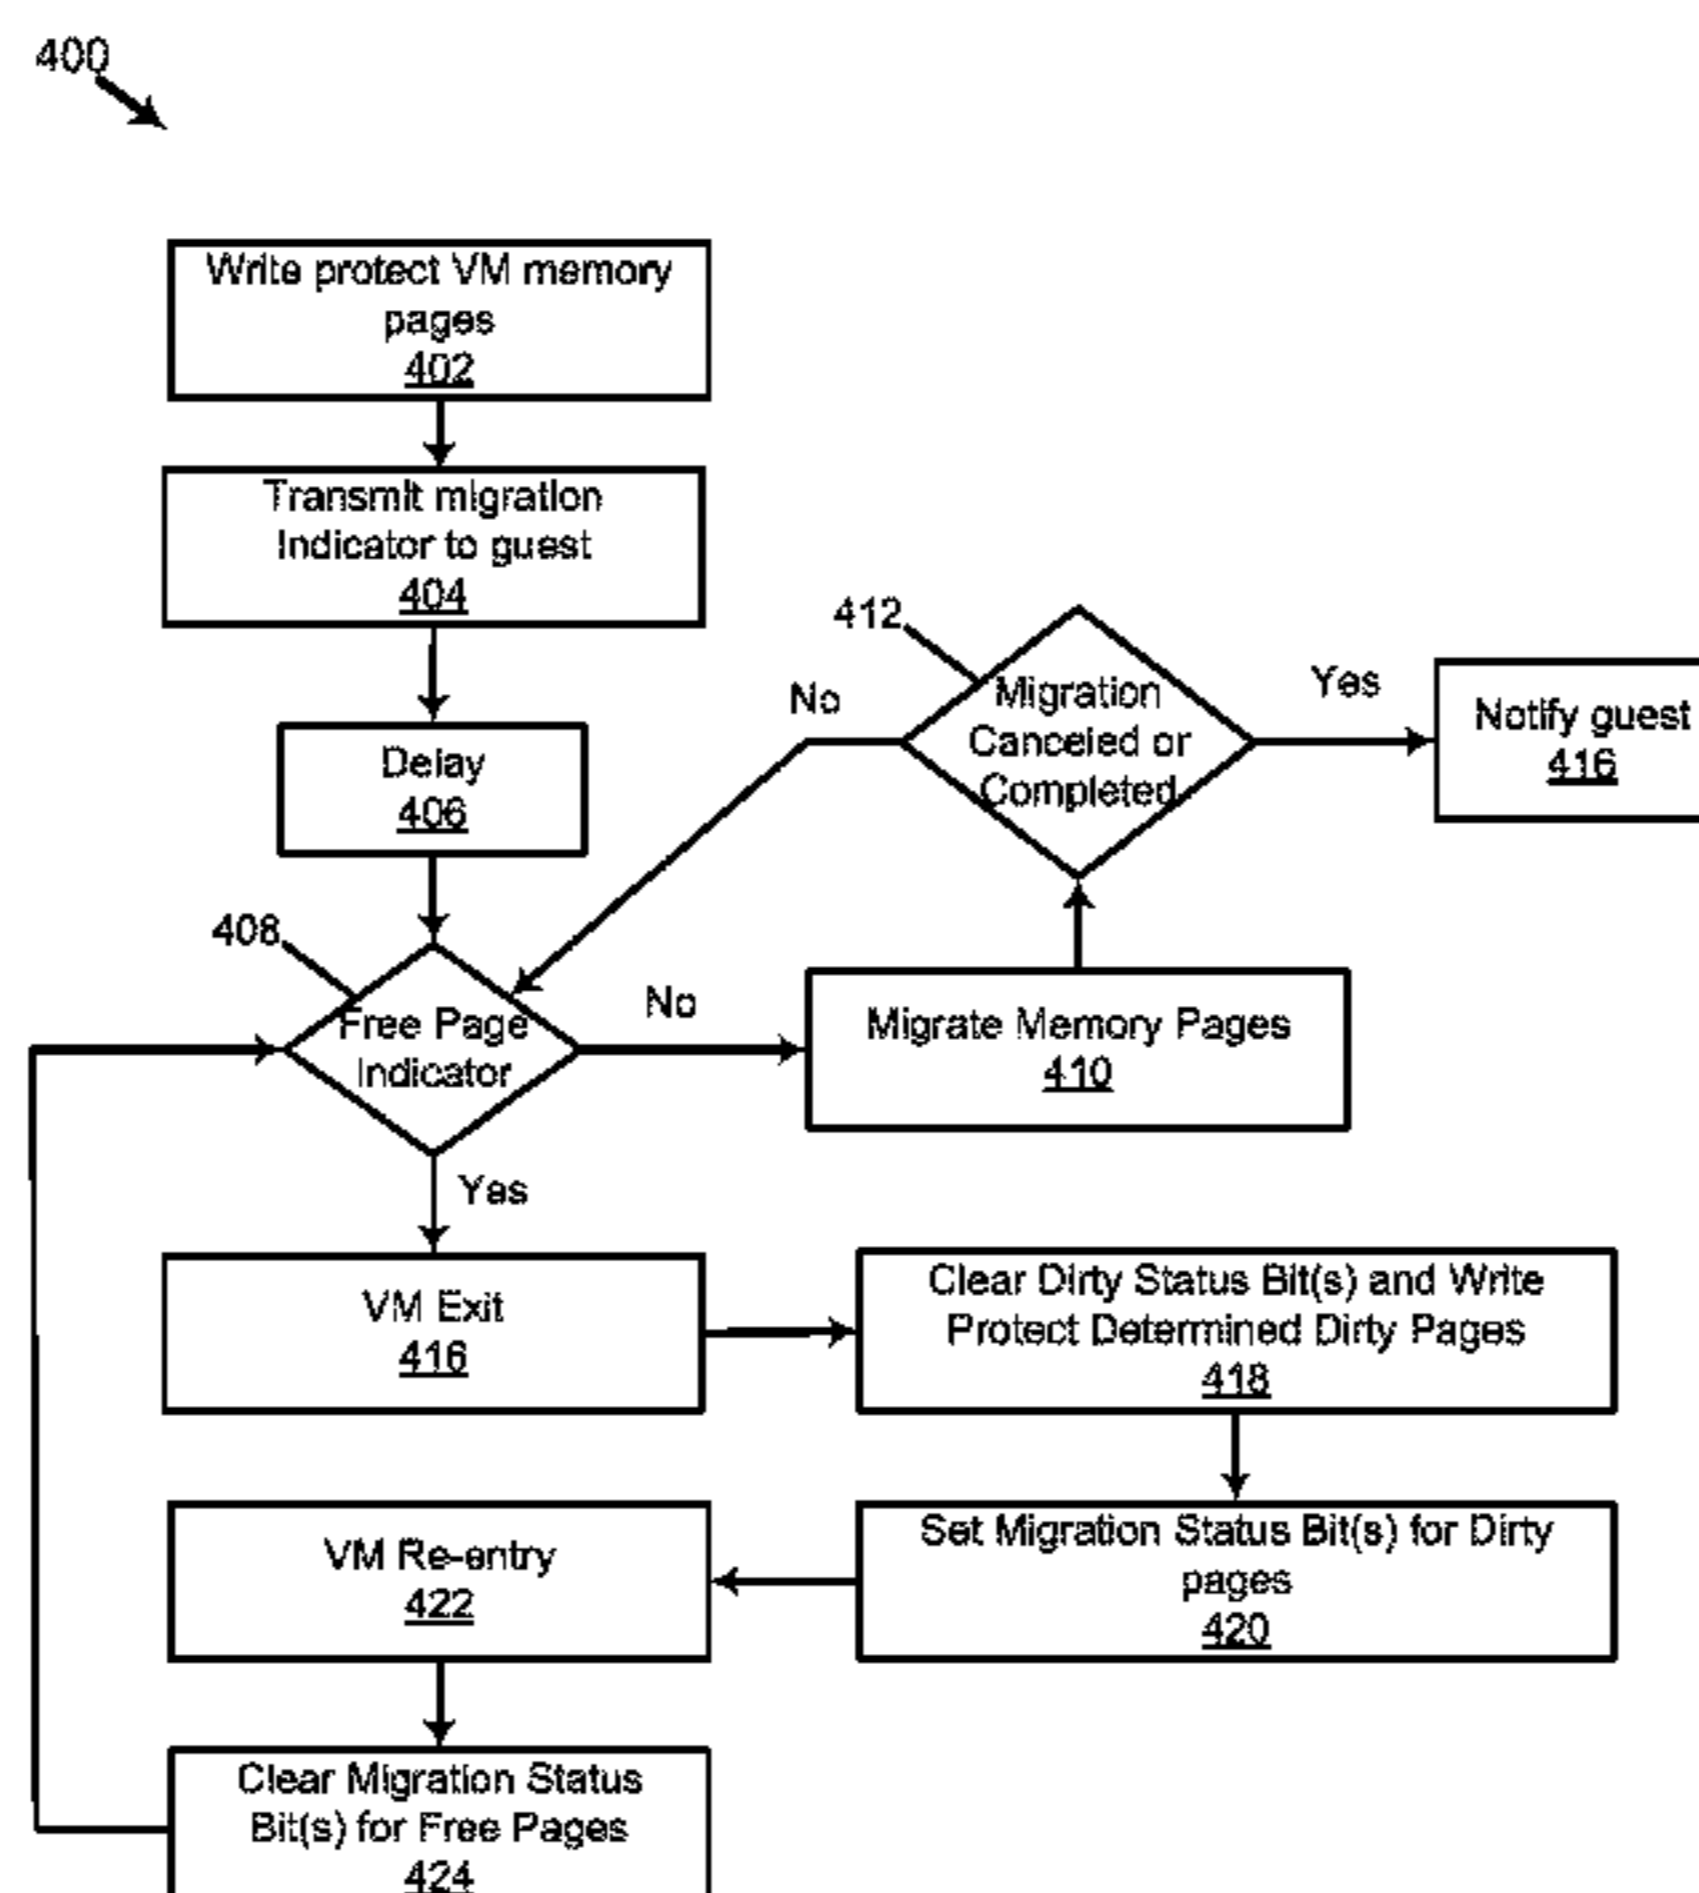 400
Write protect VM memory
pages
402
Transmit migration
Indicator to guest
404
Delay
406
412
Migration
Canceled or
Completed
No
Yes
Notify guest
416
408
Free Page
Indicator
No
Migrate Memory Pages
410
Yes
VM Exit
416
Clear Dirty Status Bit(s) and Write
Protect Determined Dirty Pages
418
Set Migration Status Bit(s) for Dirty
pages
420
VM Re-entry
422
Clear Migration Status
Bit(s) for Free Pages
424